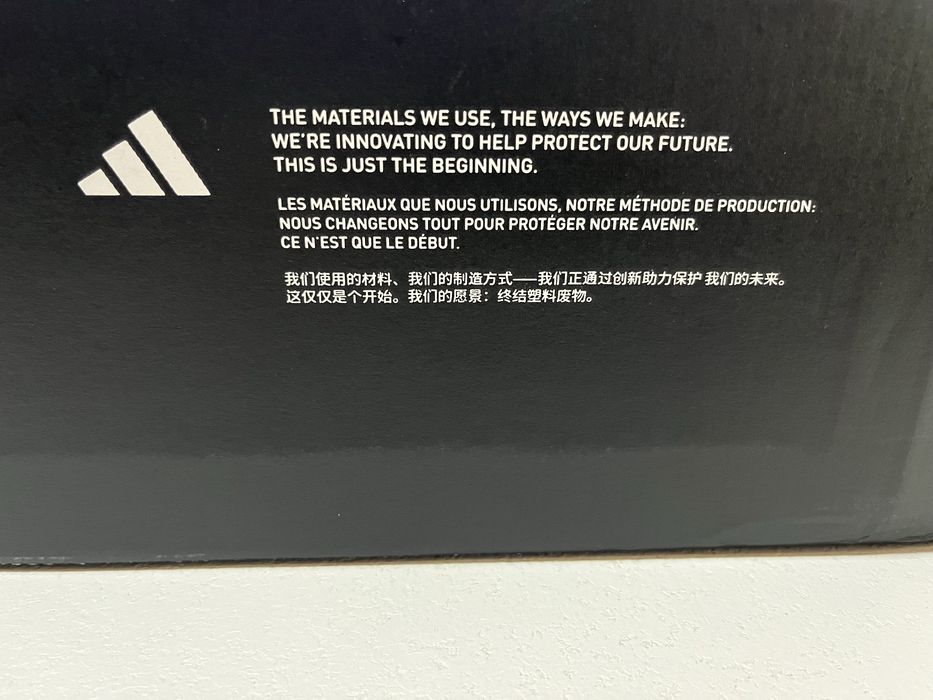 THE MATERIALS WE USE, THE WAYS WE MAKE:
WE'RE INNOVATING TO HELP PROTECT OUR FUTURE.
THIS IS JUST THE BEGINNING.
LES MATÉRIAUX QUE NOUS UTILISONS, NOTRE MÉTHODE DE PRODUCTION:
NOUS CHANGEONS TOUT POUR PROTÉGER NOTRE AVENIR.
CE N'EST QUE LE DÉBUT.
我们使用的材料、我们的制造方式——我们正通过创新助力保护 我们的未来。
这仅仅是个开始。我们的愿景：终结塑料废物。